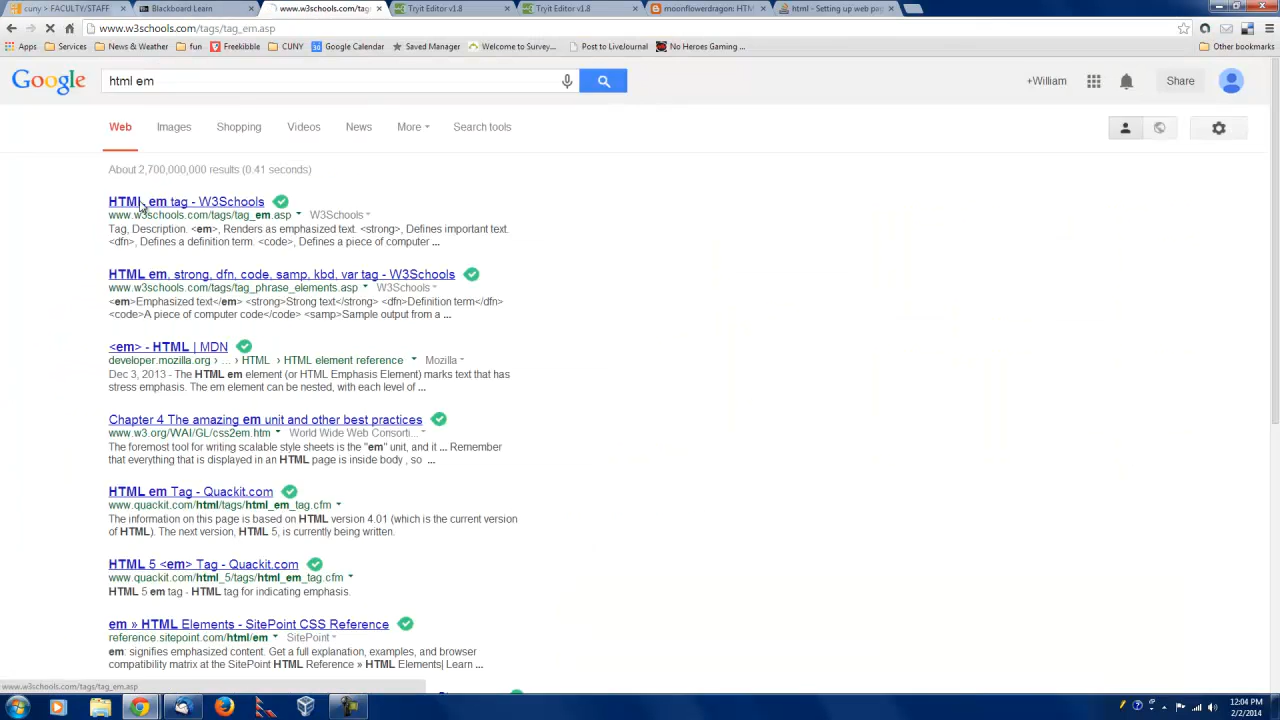 cuny > FACULTY/STAFF
Blackboard Learn
www.w3schools.com/tags/tag
Tryit Editor v1.8
Tryit Editor v1.8
moonflowerdragon: HTM
html - Setting up web pag
www.w3schools.com/tags/tag_em.asp
Apps
Services
News & Weather
fun
Freekibble
CUNY
Google Calendar
Saved Manager
Welcome to Survey...
Post to LiveJournal
No Heroes Gaming ...
Other bookmarks
Google
html em
+William
Share
Web
Images
Shopping
Videos
News
More
Search tools
About 2,700,000,000 results (0.41 seconds)
HTML em tag - W3Schools
www.w3schools.com/tags/tag_em.asp W3Schools
Tag, Description. <em>, Renders as emphasized text. <strong>, Defines important text.
<dfn>, Defines a definition term. <code>, Defines a piece of computer ...
HTML em, strong, dfn, code, samp, kbd, var tag - W3Schools
www.w3schools.com/tags/tag_phrase_elements.asp W3Schools
<em>Emphasized text</em> <strong>Strong text</strong> <dfn>Definition term</dfn>
<code>A piece of computer code</code> <samp>Sample output from a ...
<em> - HTML | MDN
developer.mozilla.org › ... › HTML › HTML element reference Mozilla
Dec 3, 2013 - The HTML em element (or HTML Emphasis Element) marks text that has
stress emphasis. The em element can be nested, with each level of ...
Chapter 4 The amazing em unit and other best practices
www.w3.org/WAI/GL/css2em.htm World Wide Web Consorti...
The foremost tool for writing scalable style sheets is the "em" unit, and it ... Remember
that everything that is displayed in an HTML page is inside body , so ...
HTML em Tag - Quackit.com
www.quackit.com/html/tags/html_em_tag.cfm
The information on this page is based on HTML version 4.01 (which is the current version
of HTML). The next version, HTML 5, is currently being written.
HTML 5 <em> Tag - Quackit.com
www.quackit.com/html_5/tags/html_em_tag.cfm
HTML 5 em tag - HTML tag for indicating emphasis.
em » HTML Elements - SitePoint CSS Reference
reference.sitepoint.com/html/em SitePoint
em: signifies emphasized content. Get a full explanation, examples, and browser
compatibility matrix at the SitePoint HTML Reference » HTML Elements| Learn ...
www.w3schools.com/tags/tag_em.asp
12:04 PM
2/2/2014